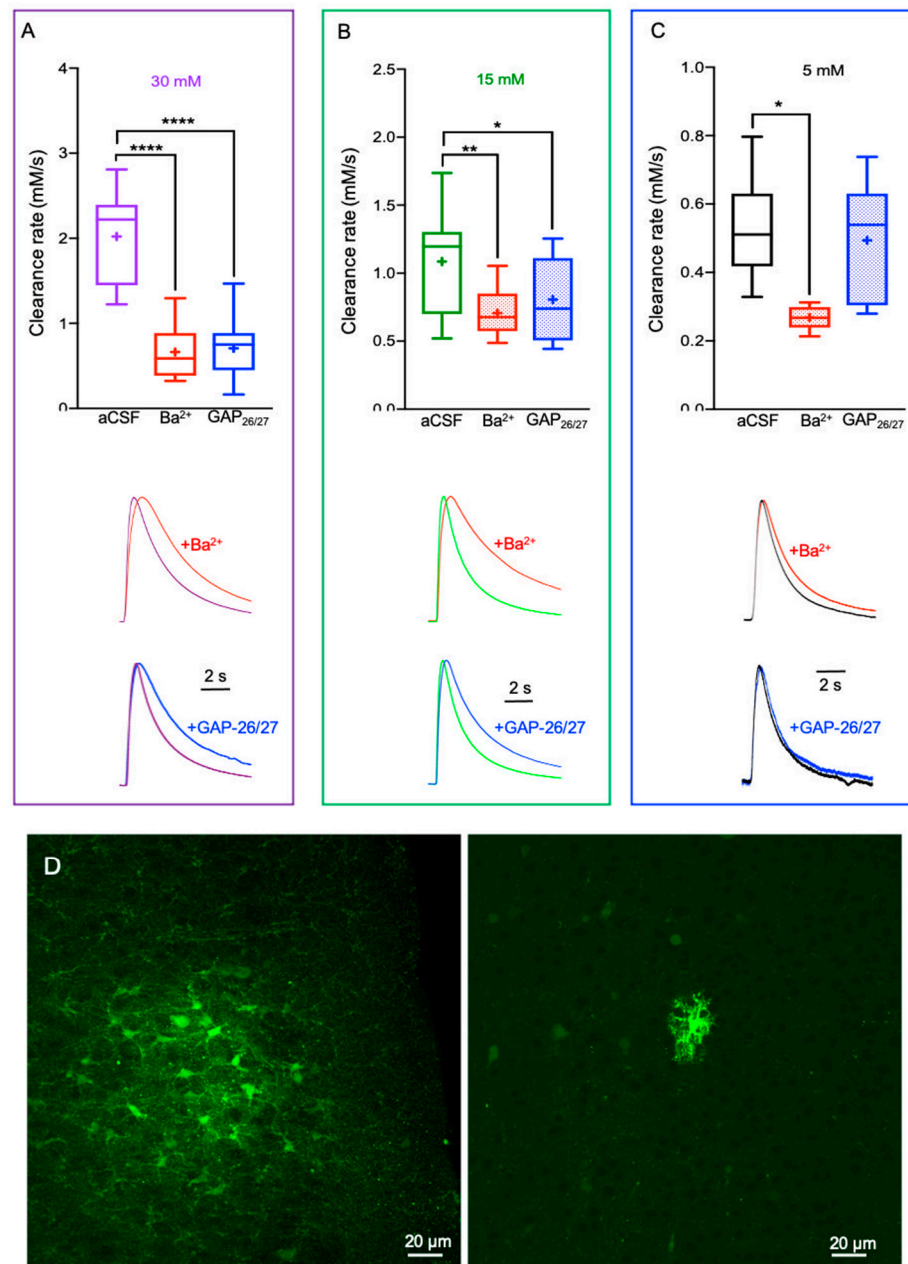 A
30 mM
****
****
Clearance rate (mM/s)
4
3
2
1
0
aCSF Ba²⁺ GAP₂₆/₂₇
+Ba²⁺
2 s
+GAP-26/27
B
15 mM
*
**
Clearance rate (mM/s)
2.5
2.0
1.5
1.0
0.5
0.0
aCSF Ba²⁺ GAP₂₆/₂₇
+Ba²⁺
2 s
+GAP-26/27
C
5 mM
*
Clearance rate (mM/s)
1.0
0.8
0.6
0.4
0.2
0.0
aCSF Ba²⁺ GAP₂₆/₂₇
+Ba²⁺
2 s
+GAP-26/27
D
20 µm
20 µm